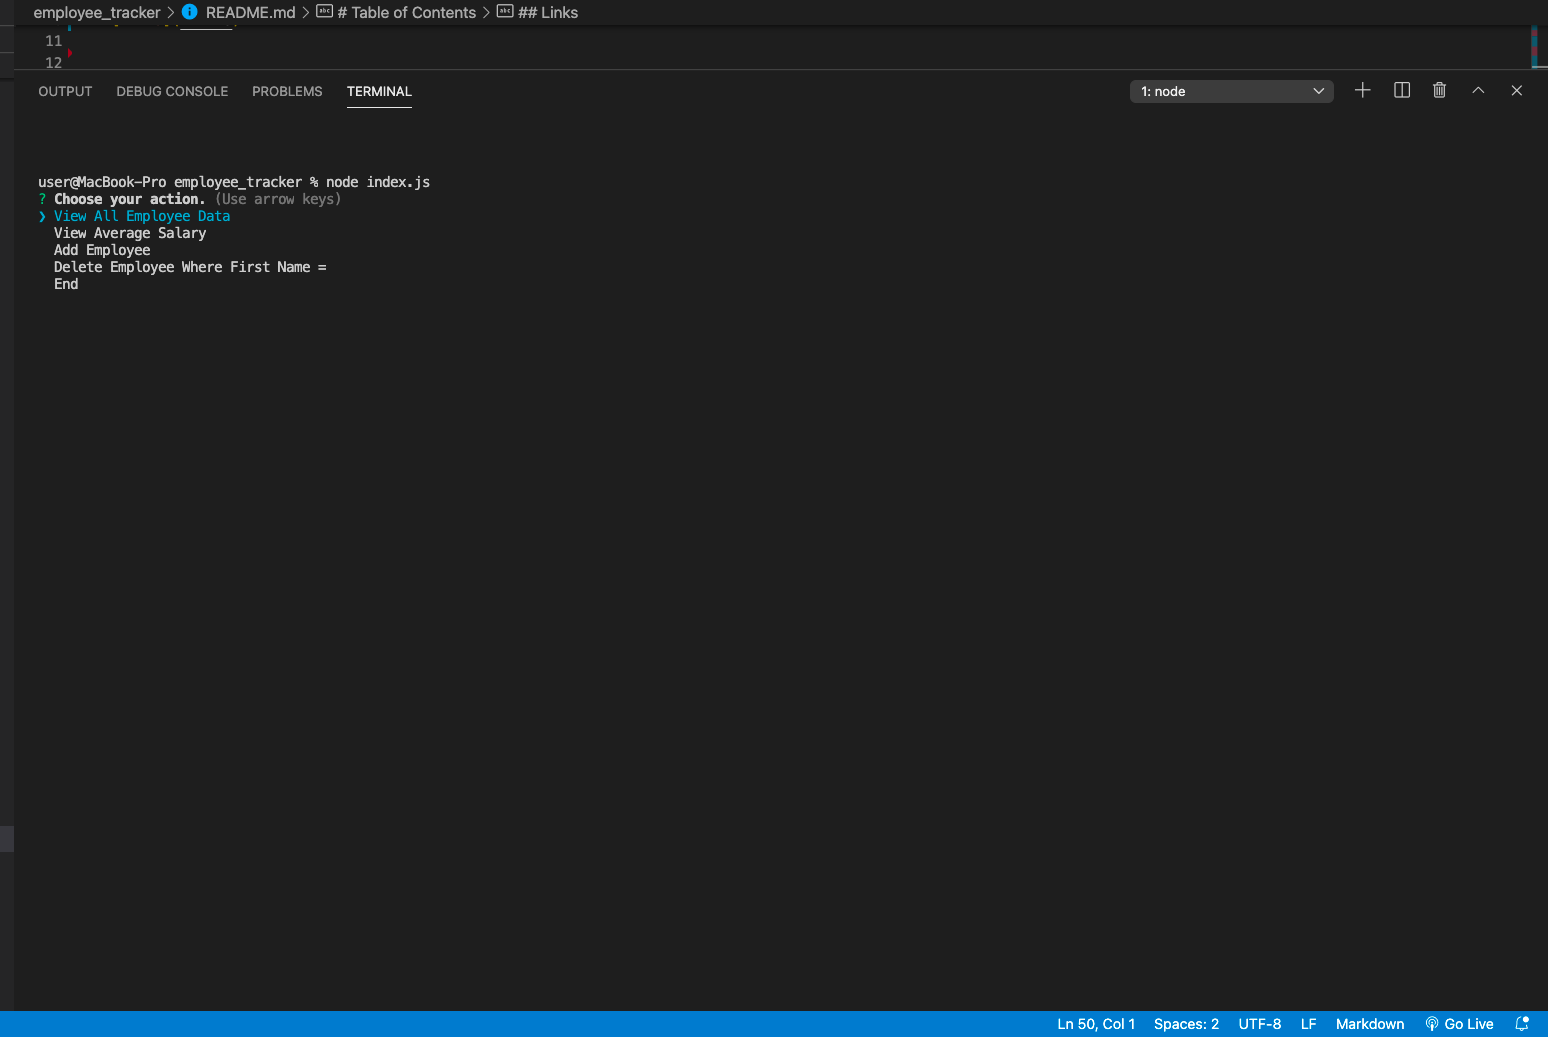 employee_tracker > README.md > # Table of Contents > ## Links
11
12
OUTPUT DEBUG CONSOLE PROBLEMS TERMINAL 1: node
user@MacBook-Pro employee_tracker % node index.js
? Choose your action. (Use arrow keys)
❯ View All Employee Data
View Average Salary
Add Employee
Delete Employee Where First Name =
End
Ln 50, Col 1 Spaces: 2 UTF-8 LF Markdown Go Live